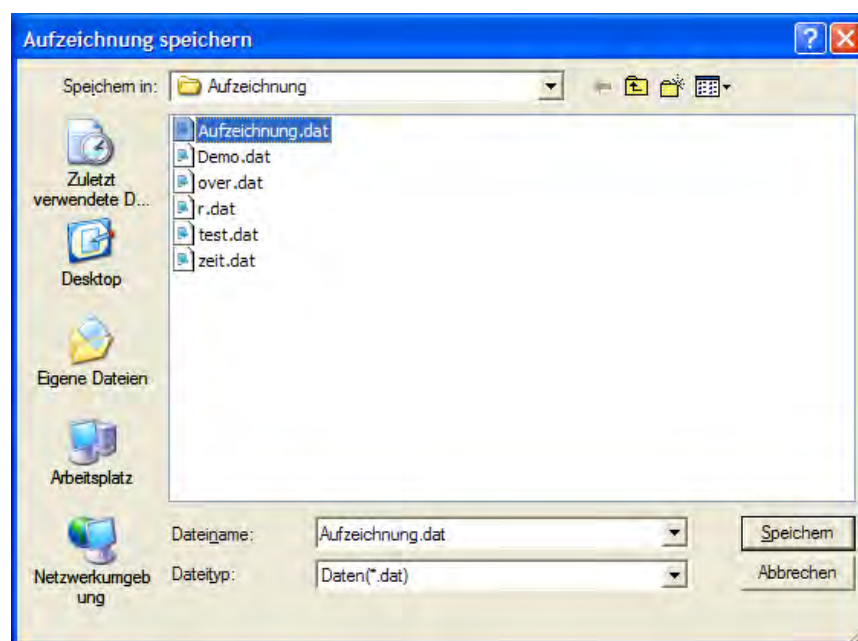 Aufzeichnung speichern
Speichern in:
Aufzeichnung
Zuletzt
verwendete D...
Desktop
Eigene Dateien
Arbeitsplatz
Netzwerkumgeb
ung
Aufzeichnung.dat
Demo.dat
over.dat
r.dat
test.dat
zeit.dat
Dateiname:
Aufzeichnung.dat
Speichern
Dateityp:
Daten(*.dat)
Abbrechen